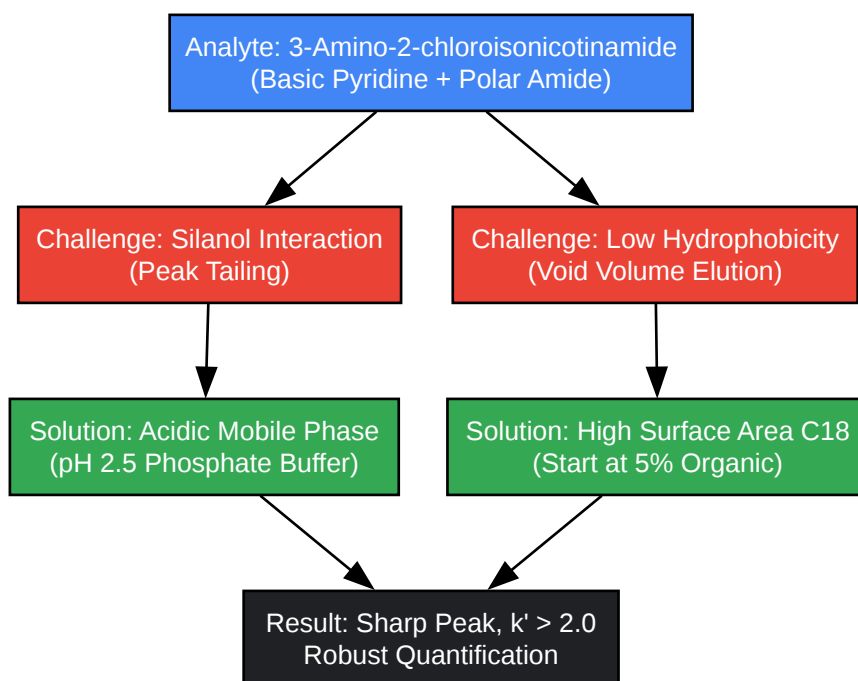 Analyte: 3-Amino-2-chloroisonicotinamide
(Basic Pyridine + Polar Amide)
Challenge: Silanol Interaction
(Peak Tailing)
Challenge: Low Hydrophobicity
(Void Volume Elution)
Solution: Acidic Mobile Phase
(pH 2.5 Phosphate Buffer)
Solution: High Surface Area C18
(Start at 5% Organic)
Result: Sharp Peak, k' > 2.0
Robust Quantification